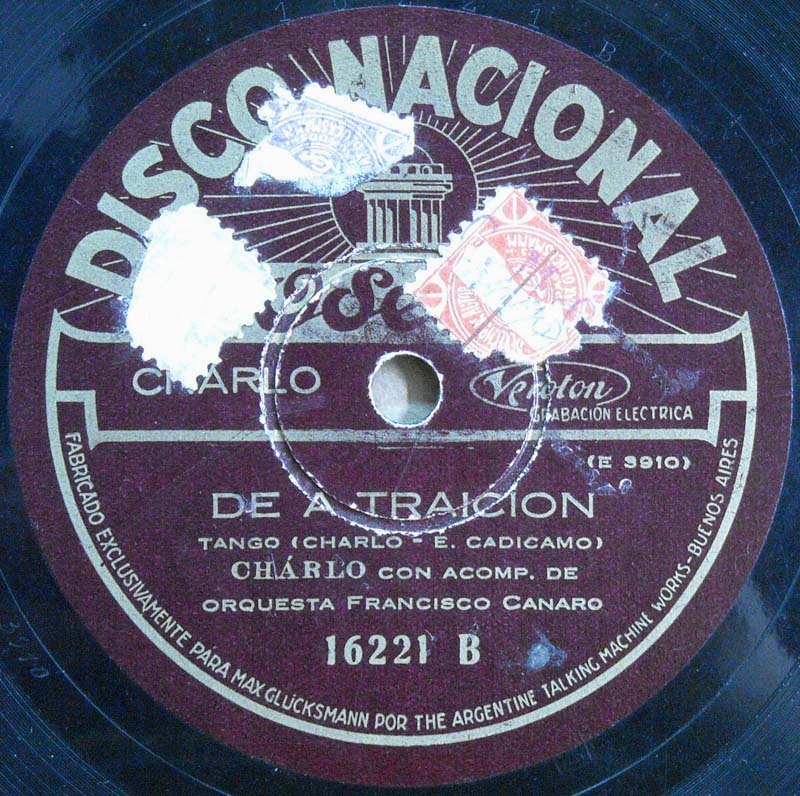 DISCO NACIONAL
CHARLO
Veroton
GRABACION ELECTRICA
(E 3910)
DE A TRAICION
TANGO (CHARLO - E. CADICAMO)
CHÁRLO CON ACOMP. DE
ORQUESTA FRANCISCO CANARO
16221 B
FABRICADO EXCLUSIVAMENTE PARA MAX GLÜCKSMANN POR THE ARGENTINE TALKING MACHINE WORKS-BUENOS AIRES